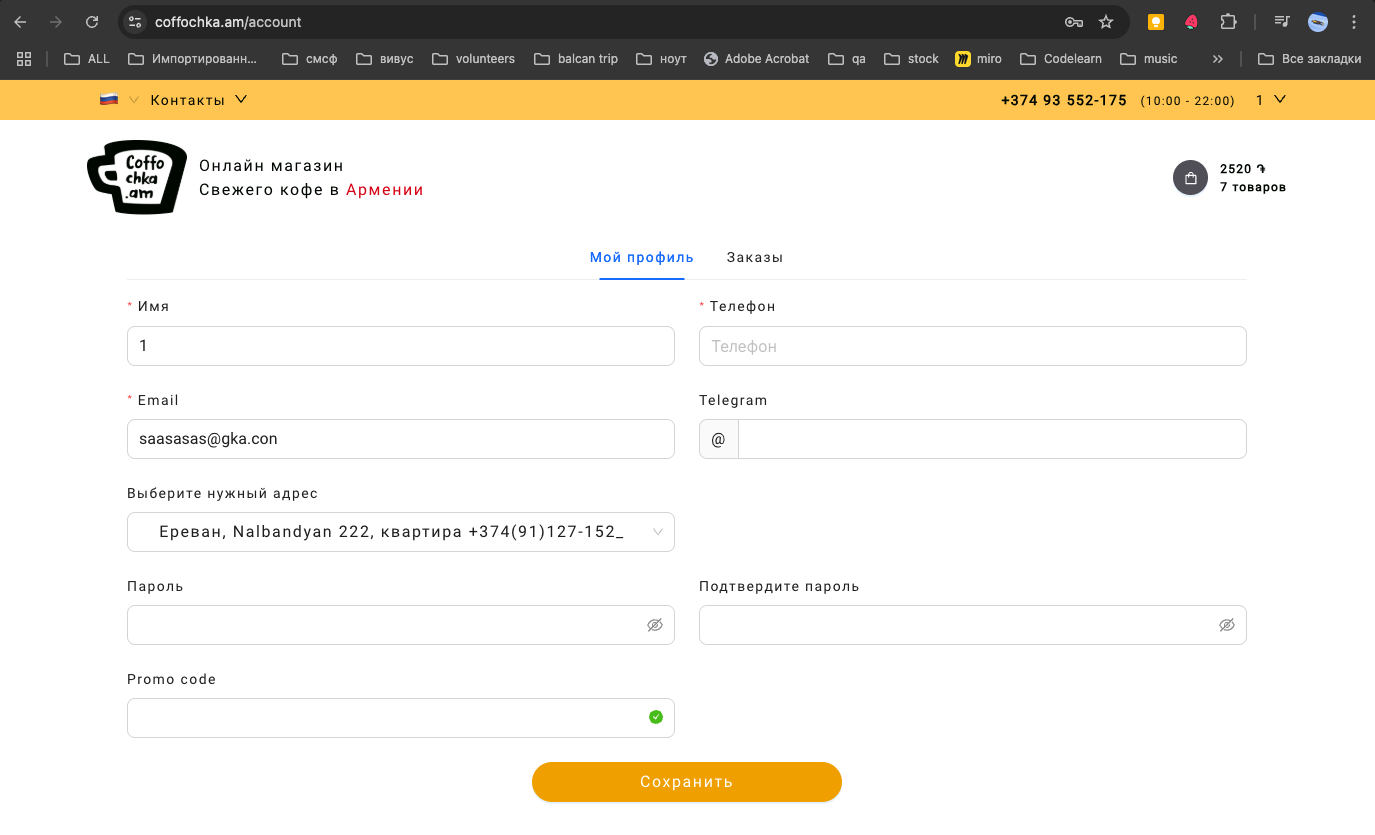 coffochka.am/account
ALL Импортированн... смсф вивус volunteers balcan trip ноут Adobe Acrobat qa stock miro Codelearn music » Все закладки
Контакты +374 93 552-175 (10:00 - 22:00) 1
Coffo
chka
.am
Онлайн магазин
Свежего кофе в Армении
2520 ֏
7 товаров
Мой профиль Заказы
* Имя * Телефон
1 Телефон
* Email Telegram
saasasas@gka.con @
Выберите нужный адрес
Ереван, Nalbandyan 222, квартира +374(91)127-152_
Пароль Подтвердите пароль
Promo code
Сохранить